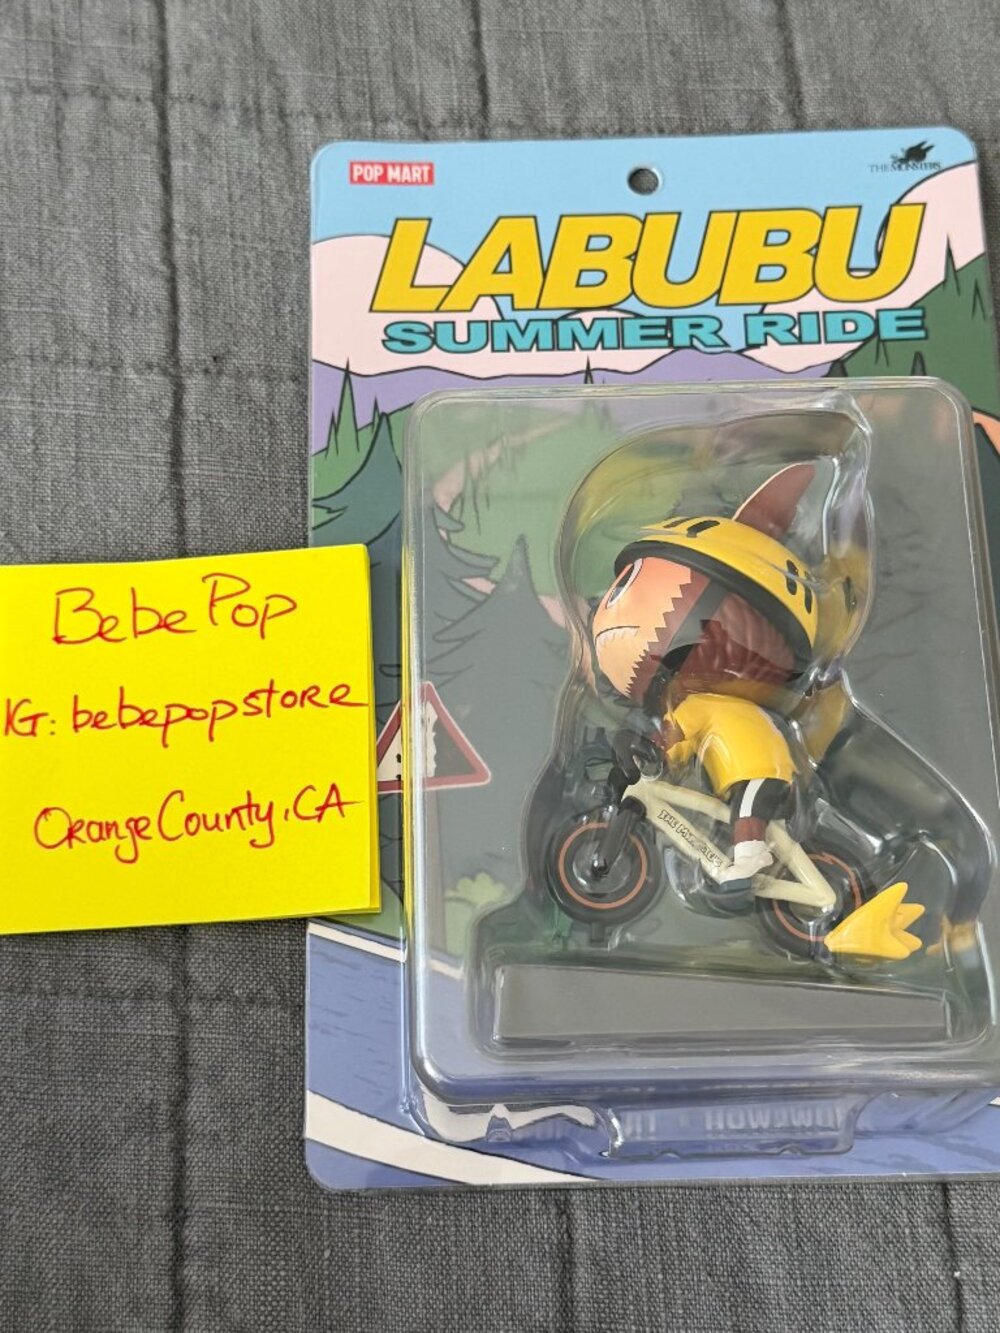 POP MART
THE MONSTERS
LABUBU
SUMMER RIDE
Bebe Pop
IG: bebepopstore
Orange County, CA